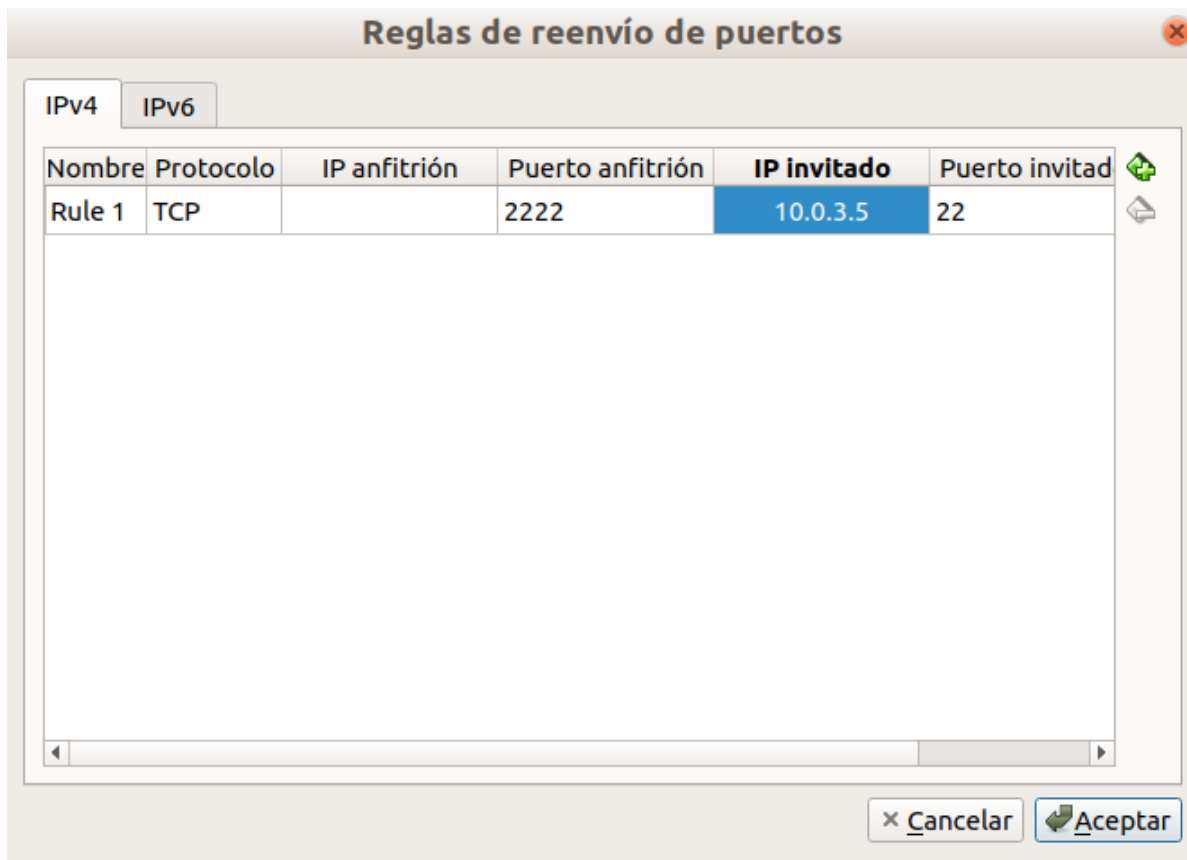 Reglas de reenvío de puertos
IPv4 IPv6
Nombre Protocolo IP anfitrión Puerto anfitrión IP invitado Puerto invitad
Rule 1 TCP 2222 10.0.3.5 22
Cancelar Aceptar